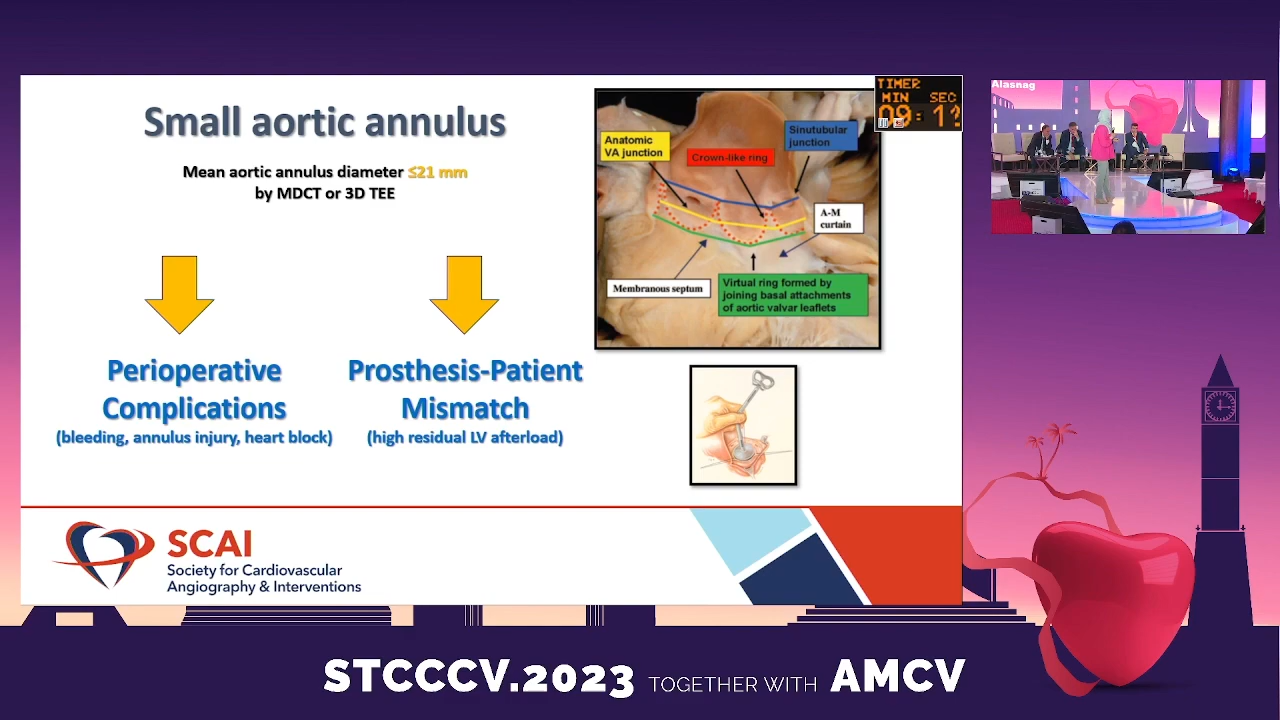 Small aortic annulus
Mean aortic annulus diameter ≤21 mm
by MDCT or 3D TEE
Perioperative
Complications
(bleeding, annulus injury, heart block)
Prosthesis-Patient
Mismatch
(high residual LV afterload)
Anatomic
VA junction
Crown-like ring
Sinutubular
junction
A-M
curtain
Membranous septum
Virtual ring formed by
joining basal attachments
of aortic valvar leaflets
TIMER
MIN SEC
Alasnag
SCAI
Society for Cardiovascular
Angiography & Interventions
STCCCV.2023 TOGETHER WITH AMCV